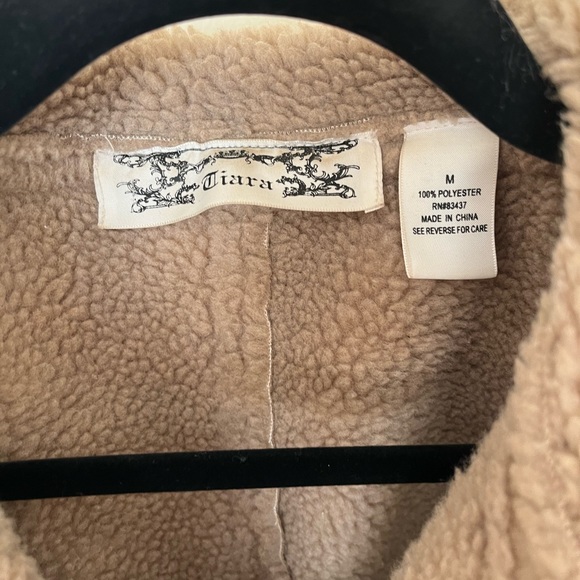 Tiara
M
100% POLYESTER
RN#83437
MADE IN CHINA
SEE REVERSE FOR CARE